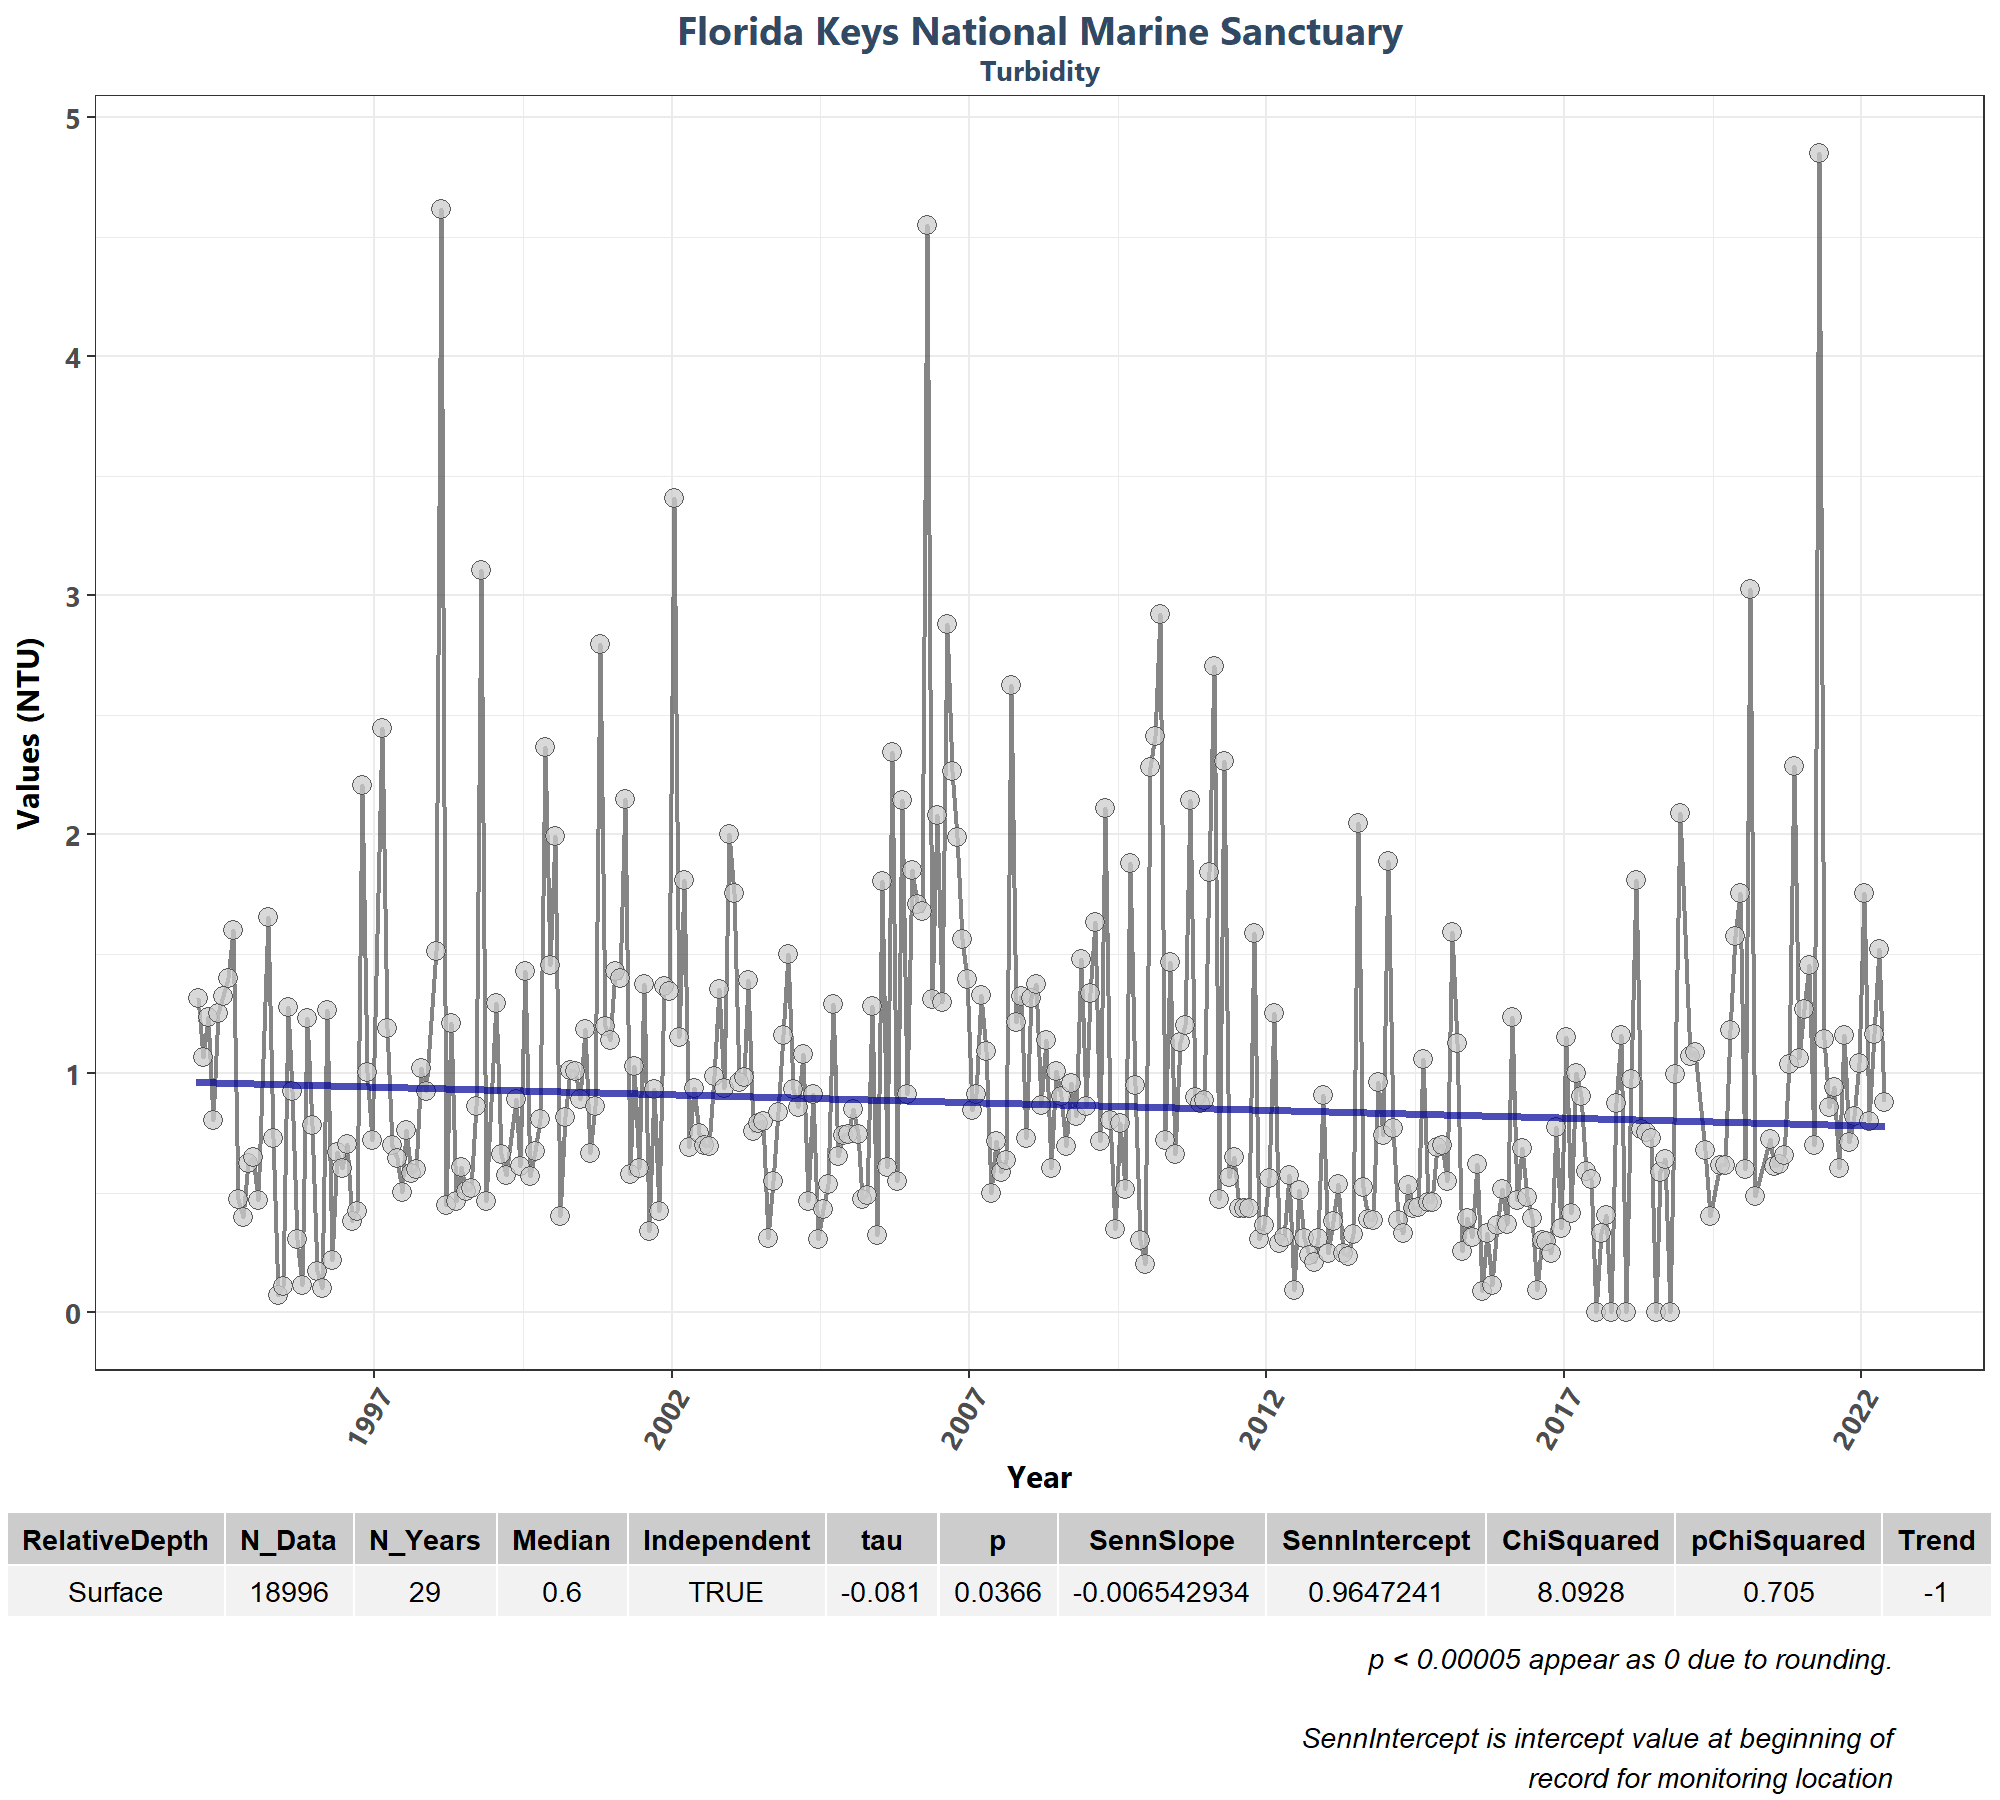 Florida Keys National Marine Sanctuary
Turbidity
Values (NTU)
5
4
3
2
1
0
1997 2002 2007 2012 2017 2022
Year
RelativeDepth N_Data N_Years Median Independent tau p SennSlope SennIntercept ChiSquared pChiSquared Trend
Surface 18996 29 0.6 TRUE -0.081 0.0366 -0.006542934 0.9647241 8.0928 0.705 -1
p < 0.00005 appear as 0 due to rounding.
SennIntercept is intercept value at beginning of
record for monitoring location